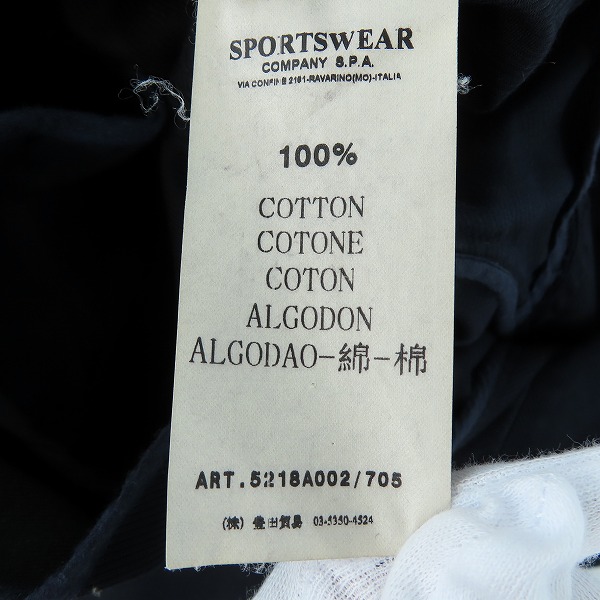 SPORTSWEAR
COMPANY S.P.A.
VIA CONFINE 2161-RAVARINO(MO)-ITALIA
100%
COTTON
COTONE
COTON
ALGODON
ALGODAO-綿-棉
ART.5218A002/705
(株) 豊田貿易 03-5350-4524